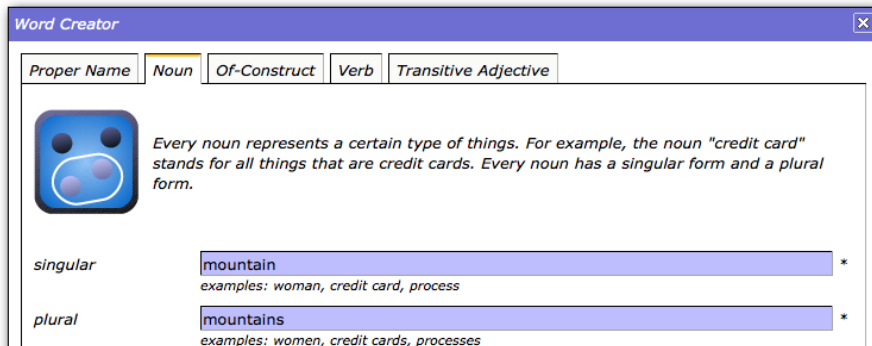 Word Creator
Proper Name Noun Of-Construct Verb Transitive Adjective
Every noun represents a certain type of things. For example, the noun "credit card"
stands for all things that are credit cards. Every noun has a singular form and a plural
form.
singular mountain *
examples: woman, credit card, process
plural mountains *
examples: women, credit cards, processes